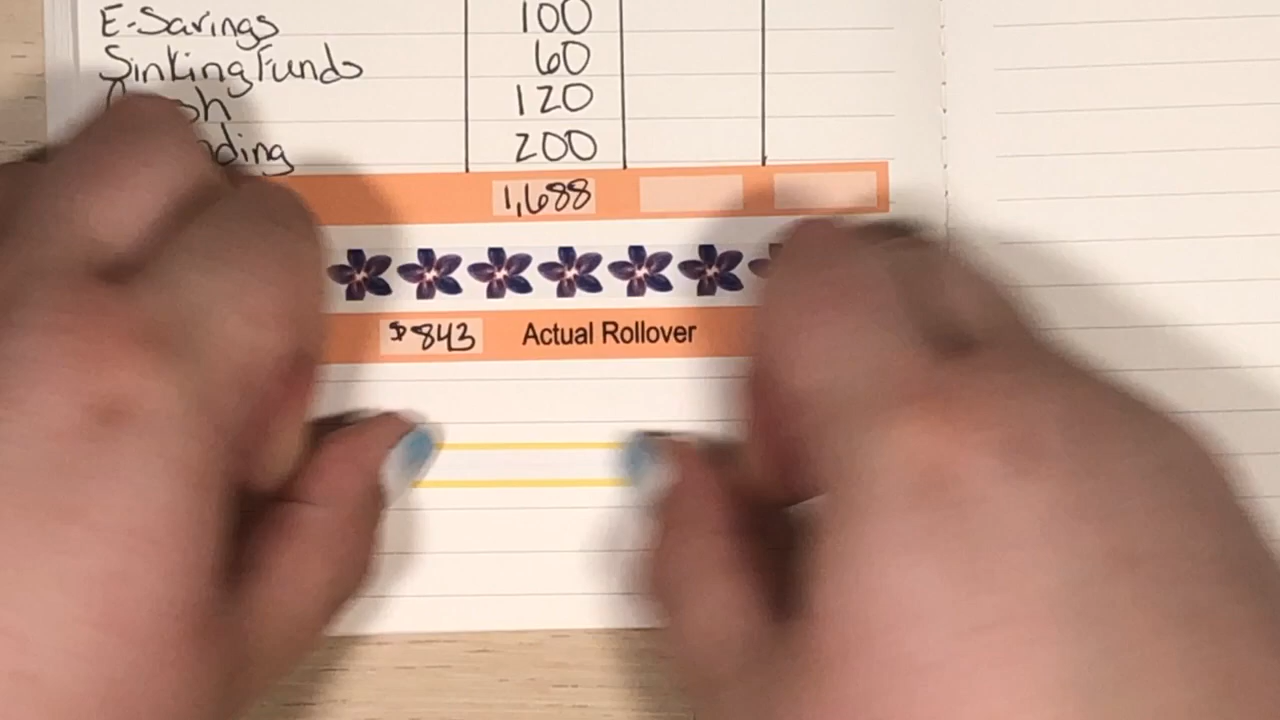 E-Savings 100
Sinking Funds 60
120
200
1,688
$843 Actual Rollover